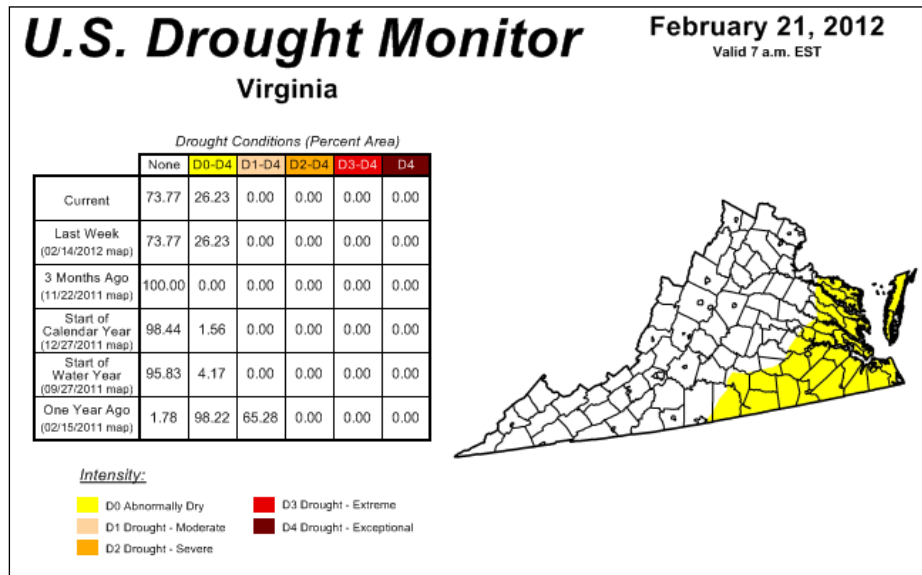 U.S. Drought Monitor
February 21, 2012
Valid 7 a.m. EST
Virginia
Drought Conditions (Percent Area)
None D0-D4 D1-D4 D2-D4 D3-D4 D4
Current 73.77 26.23 0.00 0.00 0.00 0.00
Last Week
(02/14/2012 map)
73.77 26.23 0.00 0.00 0.00 0.00
3 Months Ago
(11/22/2011 map)
100.00 0.00 0.00 0.00 0.00 0.00
Start of
Calendar Year
(12/27/2011 map)
98.44 1.56 0.00 0.00 0.00 0.00
Start of
Water Year
(09/27/2011 map)
95.83 4.17 0.00 0.00 0.00 0.00
One Year Ago
(02/15/2011 map)
1.78 98.22 65.28 0.00 0.00 0.00
Intensity:
D0 Abnormally Dry
D1 Drought - Moderate
D2 Drought - Severe
D3 Drought - Extreme
D4 Drought - Exceptional